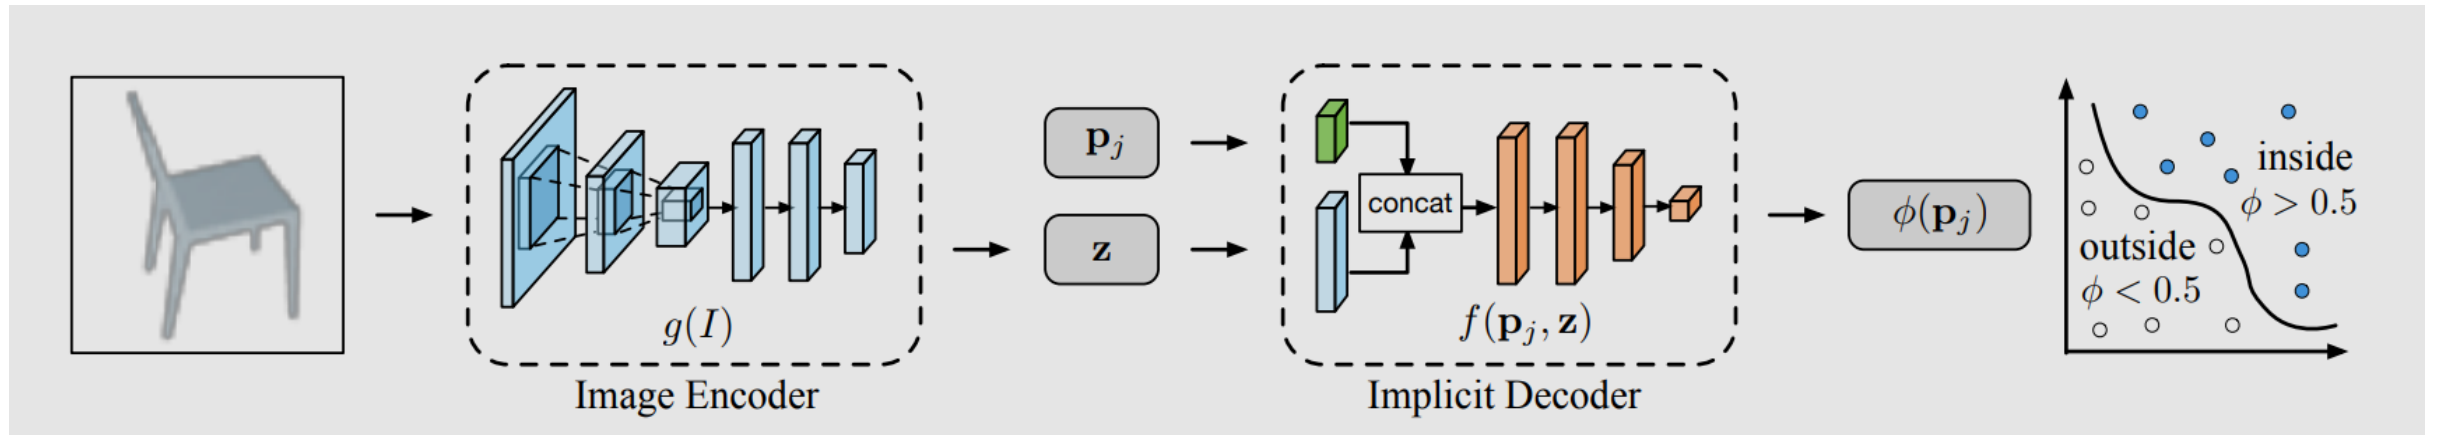 g(I)
Image Encoder
p_j
z
concat
f(p_j, z)
Implicit Decoder
ϕ(p_j)
inside
ϕ > 0.5
outside
ϕ < 0.5